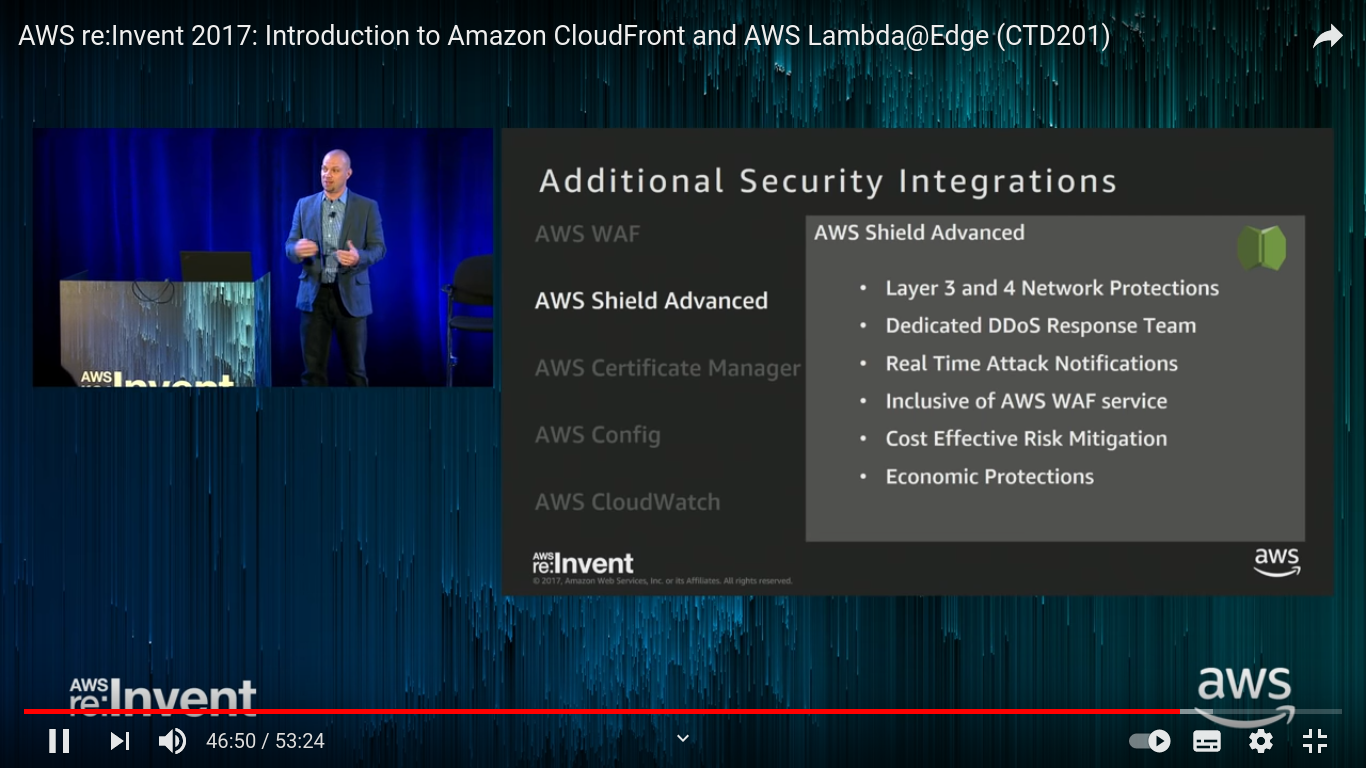 AWS re:Invent 2017: Introduction to Amazon CloudFront and AWS Lambda@Edge (CTD201)
AWS
re:Invent
Additional Security Integrations
AWS WAF
AWS Shield Advanced
AWS Certificate Manager
AWS Config
AWS CloudWatch
AWS Shield Advanced
• Layer 3 and 4 Network Protections
• Dedicated DDoS Response Team
• Real Time Attack Notifications
• Inclusive of AWS WAF service
• Cost Effective Risk Mitigation
• Economic Protections
AWS
re:Invent
© 2017, Amazon Web Services, Inc. or its Affiliates. All rights reserved.
aws
AWS
re:Invent
aws
46:50 / 53:24